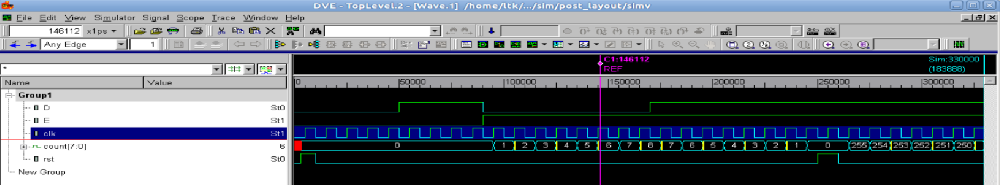 DVE - TopLevel.2 - [Wave.1] /home/ltk/.../sim/post_layout/simv
File Edit View Simulator Signal Scope Trace Window Help
146112 x1ps
Any Edge 1
C1:146112 Sim:330000
REF (183888)
*
Name Value 0 50000 100000 150000 200000 250000 300000
Group1
D St0
E St1
clk St1
count[7:0] 6 0 1 2 3 4 5 6 7 8 7 6 5 4 3 2 1 0 255 254 253 252 251 250
rst St0
New Group